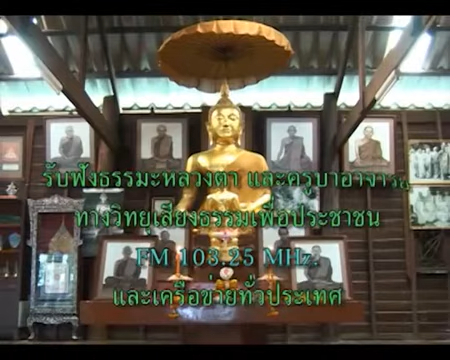 รับฟังธรรมะหลวงตา และครูบาอาจารย์
ทางวิทยุเสียงธรรมเพื่อประชาชน
FM 103.25 MHz.
และเครือข่ายทั่วประเทศ